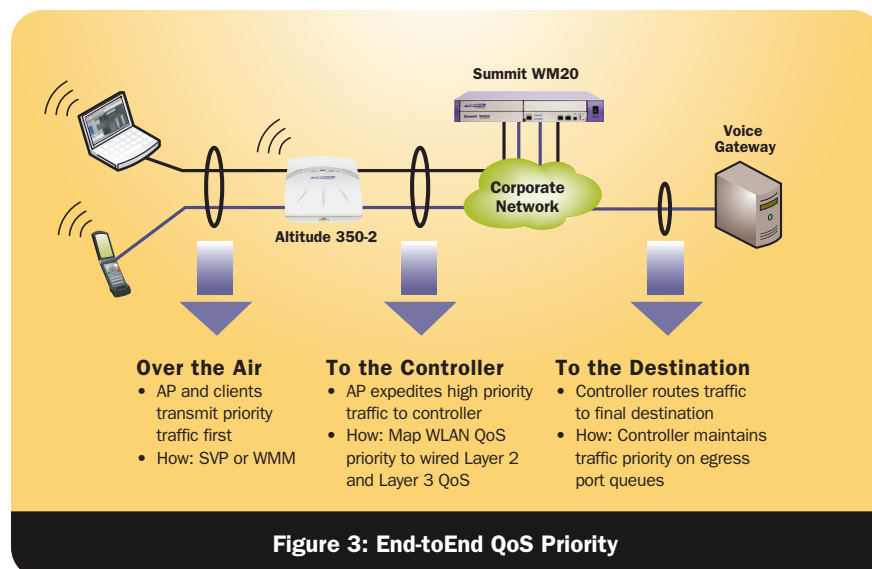 Summit WM20
Voice
Gateway
Corporate
Network
Altitude 350-2
Over the Air
• AP and clients
transmit priority
traffic first
• How: SVP or WMM
To the Controller
• AP expedites high priority
traffic to controller
• How: Map WLAN QoS
priority to wired Layer 2
and Layer 3 QoS
To the Destination
• Controller routes traffic
to final destination
• How: Controller maintains
traffic priority on egress
port queues
Figure 3: End-toEnd QoS Priority